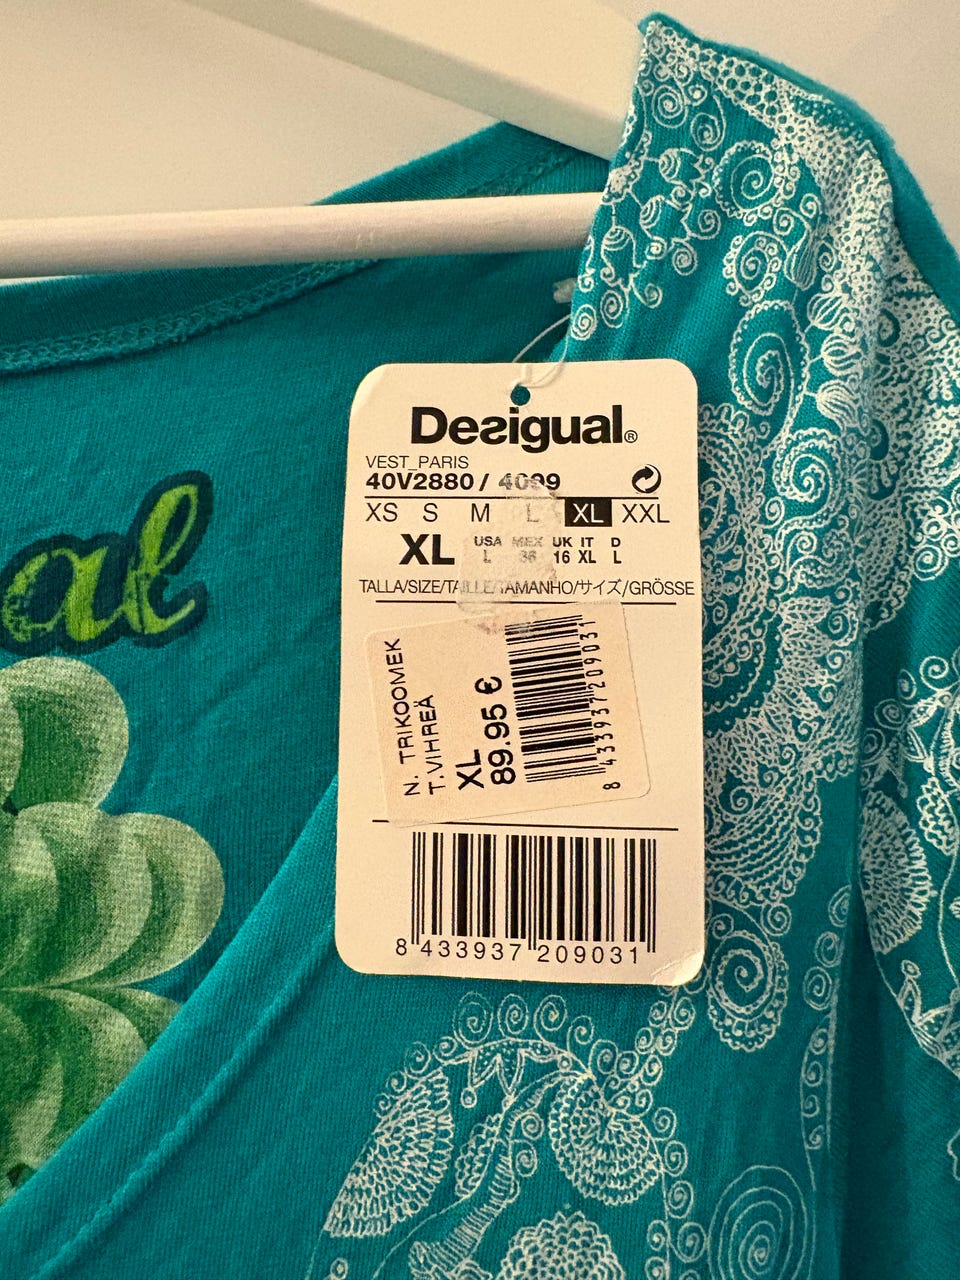 Desigual®
VEST_PARIS
40V2880 / 4099
XS S M L XL XXL
XL
USA MEX UK IT D
L 36 16 XL L
TALLA/SIZE/TAILLE/TAMANHO/サイズ/GRÖSSE
N. TRIKOOMEK
T.VIHREÄ
XL
89.95 €
8 433937 209031
8 433937 209031
al